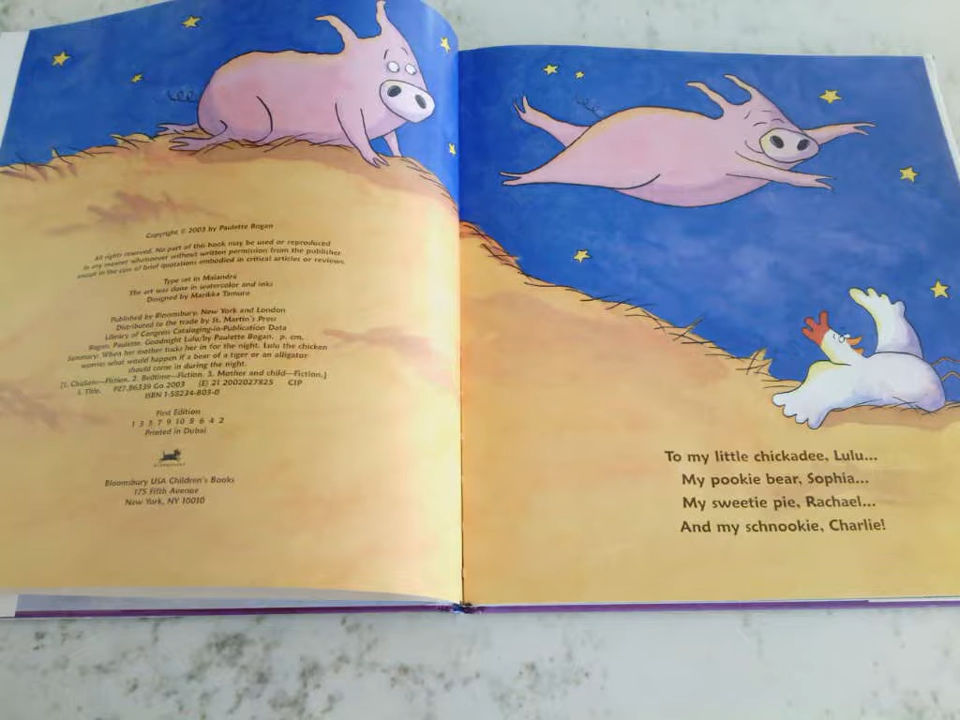 Copyright © 2003 by Paulette Bogan
All rights reserved. No part of this book may be used or reproduced
in any manner whatsoever without written permission from the publisher
except in the case of brief quotations embodied in critical articles or reviews.
Type set in Maiandra
The art was done in watercolor and inks
Designed by Marikka Tamura
Published by Bloomsbury, New York and London
Distributed to the trade by St. Martin's Press
Library of Congress Cataloging-in-Publication Data
Bogan, Paulette. Goodnight Lulu/by Paulette Bogan. p. cm.
Summary: When her mother tucks her in for the night, Lulu the chicken
worries what would happen if a bear or a tiger or an alligator
should come in during the night.
[1. Chickens—Fiction. 2. Bedtime—Fiction. 3. Mother and child—Fiction.]
I. Title. PZ7.B6339 Go 2003 [E] 21 2002027825 CIP
ISBN 1-58234-803-0
First Edition
1 3 5 7 9 10 8 6 4 2
Printed in Dubai
Bloomsbury USA Children's Books
175 Fifth Avenue
New York, NY 10010
To my little chickadee, Lulu...
My pookie bear, Sophia...
My sweetie pie, Rachael...
And my schnookie, Charlie!